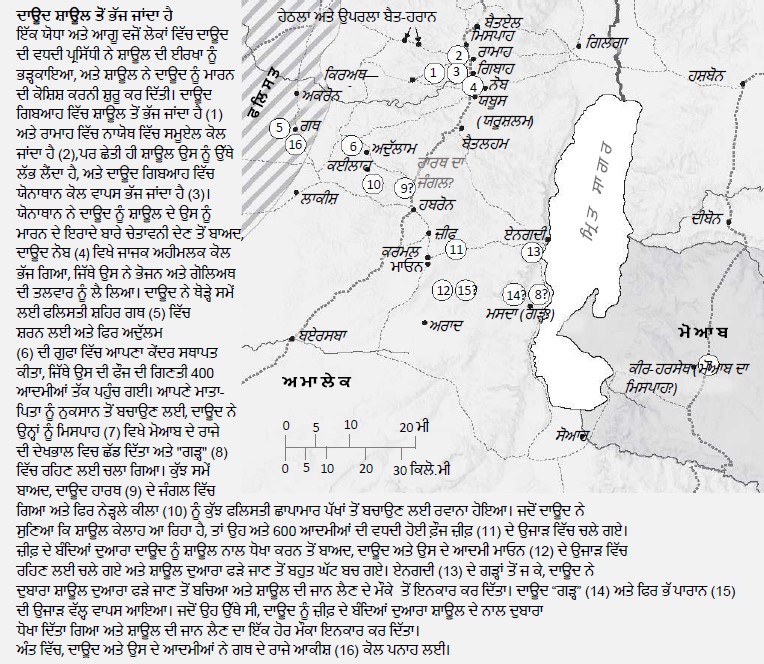 ਦਾਊਦ ਸ਼ਾਊਲ ਤੋਂ ਭੱਜ ਜਾਂਦਾ ਹੈ
ਇੱਕ ਯੋਧਾ ਅਤੇ ਆਗੂ ਵਜੋਂ ਲੋਕਾਂ ਵਿੱਚ ਦਾਊਦ
ਦੀ ਵਧਦੀ ਪ੍ਰਸਿੱਧੀ ਨੇ ਸ਼ਾਊਲ ਦੀ ਈਰਖਾ ਨੂੰ
ਭੜ੍ਹਕਾਇਆ, ਅਤੇ ਸ਼ਾਊਲ ਨੇ ਦਾਊਦ ਨੂੰ ਮਾਰਨ
ਦੀ ਕੋਸ਼ਿਸ਼ ਕਰਨੀ ਸ਼ੁਰੂ ਕਰ ਦਿੱਤੀ। ਦਾਊਦ
ਗਿਬਆਹ ਵਿੱਚ ਸ਼ਾਊਲ ਤੋਂ ਭੱਜ ਜਾਂਦਾ ਹੈ (1)
ਅਤੇ ਰਾਮਾਹ ਵਿੱਚ ਨਾਯੋਥ ਵਿੱਚ ਸਮੂਏਲ ਕੋਲ
ਜਾਂਦਾ ਹੈ (2),ਪਰ ਛੇਤੀ ਹੀ ਸ਼ਾਊਲ ਉਸ ਨੂੰ ਉੱਥੇ
ਲੱਭ ਲੈਂਦਾ ਹੈ, ਅਤੇ ਦਾਊਦ ਗਿਬਆਹ ਵਿੱਚ
ਯੋਨਾਥਾਨ ਕੋਲ ਵਾਪਸ ਭੱਜ ਜਾਂਦਾ ਹੈ (3)।
ਯੋਨਾਥਾਨ ਨੇ ਦਾਊਦ ਨੂੰ ਸ਼ਾਊਲ ਦੇ ਉਸ ਨੂੰ
ਮਾਰਨ ਦੇ ਇਰਾਦੇ ਬਾਰੇ ਚੇਤਾਵਨੀ ਦੇਣ ਤੋਂ ਬਾਅਦ,
ਦਾਊਦ ਨੋਬ (4) ਵਿਖੇ ਜਾਜਕ ਅਹੀਮਲਕ ਕੋਲ
ਭੱਜ ਗਿਆ, ਜਿੱਥੇ ਉਸ ਨੇ ਭੋਜਨ ਅਤੇ ਗੋਲਿਅਥ
ਦੀ ਤਲਵਾਰ ਨੂੰ ਲੈ ਲਿਆ। ਦਾਊਦ ਨੇ ਥੋੜ੍ਹੇ ਸਮੇਂ
ਲਈ ਫਲਿਸਤੀ ਸ਼ਹਿਰ ਗਥ (5) ਵਿੱਚ
ਸ਼ਰਨ ਲਈ ਅਤੇ ਫਿਰ ਅਦੁੱਲਮ
(6) ਦੀ ਗੁਫਾ ਵਿੱਚ ਆਪਣਾ ਕੇਂਦਰ ਸਥਾਪਤ
ਕੀਤਾ, ਜਿੱਥੇ ਉਸ ਦੀ ਫੌਜ ਦੀ ਗਿਣਤੀ 400
ਆਦਮੀਆਂ ਤੱਕ ਪਹੁੰਚ ਗਈ। ਆਪਣੇ ਮਾਤਾ-
ਪਿਤਾ ਨੂੰ ਨੁਕਸਾਨ ਤੋਂ ਬਚਾਉਣ ਲਈ, ਦਾਊਦ ਨੇ
ਉਨ੍ਹਾਂ ਨੂੰ ਮਿਸਪਾਹ (7) ਵਿਖੇ ਮੋਆਬ ਦੇ ਰਾਜੇ
ਦੀ ਦੇਖਭਾਲ ਵਿਚ ਛੱਡ ਦਿੱਤਾ ਅਤੇ "ਗੜ੍ਹ" (8)
ਵਿੱਚ ਰਹਿਣ ਲਈ ਚਲਾ ਗਿਆ। ਕੁੱਝ ਸਮੇਂ
ਬਾਅਦ, ਦਾਊਦ ਹਾਰਥ (9) ਦੇ ਜੰਗਲ ਵਿੱਚ
ਗਿਆ ਅਤੇ ਫਿਰ ਨੇੜ੍ਹਲੇ ਕੀਲਾ (10) ਨੂੰ ਕੁੱਝ ਫਲਿਸਤੀ ਛਾਪਾਮਾਰ ਪੱਖਾਂ ਤੋਂ ਬਚਾਉਣ ਲਈ ਰਵਾਨਾ ਹੋਇਆ। ਜਦੋਂ ਦਾਊਦ ਨੇ
ਸੁਣਿਆ ਕਿ ਸ਼ਾਊਲ ਕੇਲਾਹ ਆ ਰਿਹਾ ਹੈ, ਤਾਂ ਉਹ ਅਤੇ 600 ਆਦਮੀਆਂ ਦੀ ਵਧਦੀ ਹੋਈ ਫ਼ੌਜ ਜ਼ੀਫ਼ (11) ਦੇ ਉਜਾੜ ਵਿੱਚ ਚਲੇ ਗਏ।
ਜ਼ੀਫ਼ ਦੇ ਬੰਦਿਆਂ ਦੁਆਰਾ ਦਾਊਦ ਨੂੰ ਸ਼ਾਊਲ ਨਾਲ ਧੋਖਾ ਕਰਨ ਤੋਂ ਬਾਅਦ, ਦਾਊਦ ਅਤੇ ਉਸ ਦੇ ਆਦਮੀ ਮਾਓਨ (12) ਦੇ ਉਜਾੜ ਵਿੱਚ
ਰਹਿਣ ਲਈ ਚਲੇ ਗਏ ਅਤੇ ਸ਼ਾਊਲ ਦੁਆਰਾ ਫੜੇ ਜਾਣ ਤੋਂ ਬਹੁਤ ਘੱਟ ਬਚ ਗਏ। ਏਨਗਦੀ (13) ਦੇ ਗੜ੍ਹਾਂ ਤੋਂ ਜ ਕੇ, ਦਾਊਦ ਨੇ
ਦੁਬਾਰਾ ਸ਼ਾਊਲ ਦੁਆਰਾ ਫੜੇ ਜਾਣ ਤੋਂ ਬਚਿਆ ਅਤੇ ਸ਼ਾਊਲ ਦੀ ਜਾਨ ਲੈਣ ਦੇ ਮੌਕੇ ਤੋਂ ਇਨਕਾਰ ਕਰ ਦਿੱਤਾ। ਦਾਊਦ "ਗੜ੍ਹ" (14) ਅਤੇ ਫਿਰ ਭੱ ਪਾਰਾਨ (15)
ਦੀ ਉਜਾੜ ਵੱਲ੍ਹ ਵਾਪਸ ਆਇਆ। ਜਦੋਂ ਉਹ ਉੱਥੇ ਸੀ, ਦਾਊਦ ਨੂੰ ਜ਼ੀਫ਼ ਦੇ ਬੰਦਿਆਂ ਦੁਆਰਾ ਸ਼ਾਊਲ ਦੇ ਨਾਲ ਦੁਬਾਰਾ
ਧੋਖਾ ਦਿੱਤਾ ਗਿਆ ਅਤੇ ਸ਼ਾਊਲ ਦੀ ਜਾਨ ਲੈਣ ਦਾ ਇੱਕ ਹੋਰ ਮੌਕਾ ਇਨਕਾਰ ਕਰ ਦਿੱਤਾ।
ਅੰਤ ਵਿੱਚ, ਦਾਊਦ ਅਤੇ ਉਸ ਦੇ ਆਦਮੀਆਂ ਨੇ ਗਥ ਦੇ ਰਾਜੇ ਆਕੀਸ਼ (16) ਕੋਲ ਪਨਾਹ ਲਈ।
ਹੇਠਲਾ ਅਤੇ ਉਪਰਲਾ ਬੈਤ-ਹਰਾਨ
ਬੈਤਏਲ
ਮਿਸਪਾਹ
ਗਿਲਗਾ
2
ਰਾਮਾਹ
ਕਿਰਅਥ
1
3
ਗਿਬਾਹ
ਹਸ਼ਬੋਨ
4
ਨੋਬ
ਫਲਿਸਤ
ਅਕਰੋਨ
ਯਬੂਸ
(ਯਰੂਸ਼ਲਮ)
5
ਗਥ
16
6
ਅਦੁੱਲਾਮ
ਬੈਤਲਹਮ
ਕਈਲਾਹ
ਹਾਰਥ ਦਾ
ਜੰਗਲ?
10
9?
ਲਾਕੀਸ਼
ਹਬਰੋਨ
ਮ੍ਰਿਤ ਸਾਗਰ
ਦੀਬੋਨ
ਜ਼ੀਫ
ਏਨਗਦੀ
11
13
ਕਰਮਲ
ਮਾਓਨ
12
15?
14?
8?
ਮਸਦਾ (ਗੜ੍ਹ?)
ਅਰਾਦ
ਬਏਰਸਬਾ
ਮੋਆਬ
ਕੀਰ-ਹਰਸੇਥ (ਮੋਆਬ ਦਾ
ਮਿਸਪਾਹ?)
ਅਮਾਲੇਕ
0 5 10 20 ਮੀ
0 5 10 20 30 ਕਿਲੋ.ਮੀ
ਸੋਆਰ